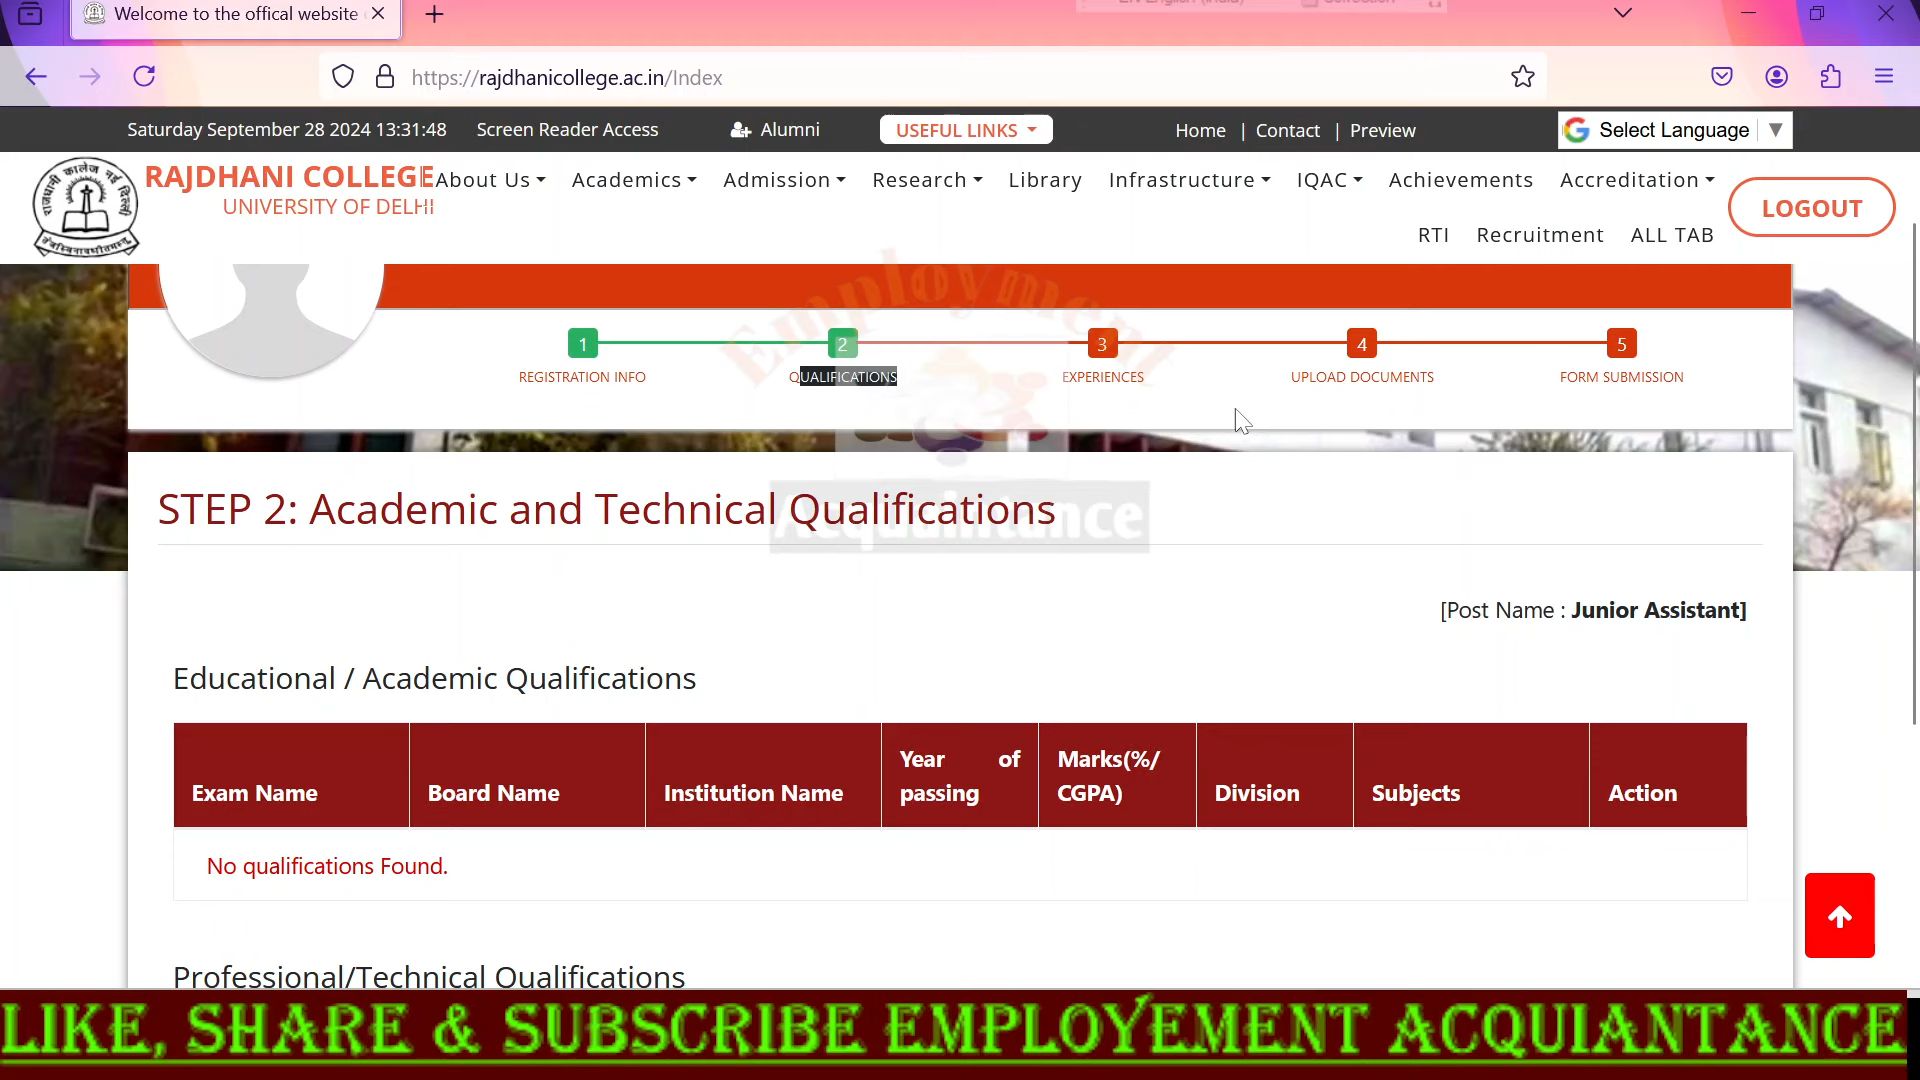 Welcome to the offical website
https://rajdhanicollege.ac.in/Index
Saturday September 28 2024 13:31:48 Screen Reader Access Alumni USEFUL LINKS Home | Contact | Preview Select Language ▼
RAJDHANI COLLEGE
UNIVERSITY OF DELHI
About Us Academics Admission Research Library Infrastructure IQAC Achievements Accreditation
LOGOUT
RTI Recruitment ALL TAB
Employment
1 2 3 4 5
REGISTRATION INFO QUALIFICATIONS EXPERIENCES UPLOAD DOCUMENTS FORM SUBMISSION
STEP 2: Academic and Technical Qualifications
Acquaintance
[Post Name : Junior Assistant]
Educational / Academic Qualifications
Exam Name Board Name Institution Name Year of passing Marks(%/ CGPA) Division Subjects Action
No qualifications Found.
Professional/Technical Qualifications
LIKE, SHARE & SUBSCRIBE EMPLOYEMENT ACQUIANTANCE